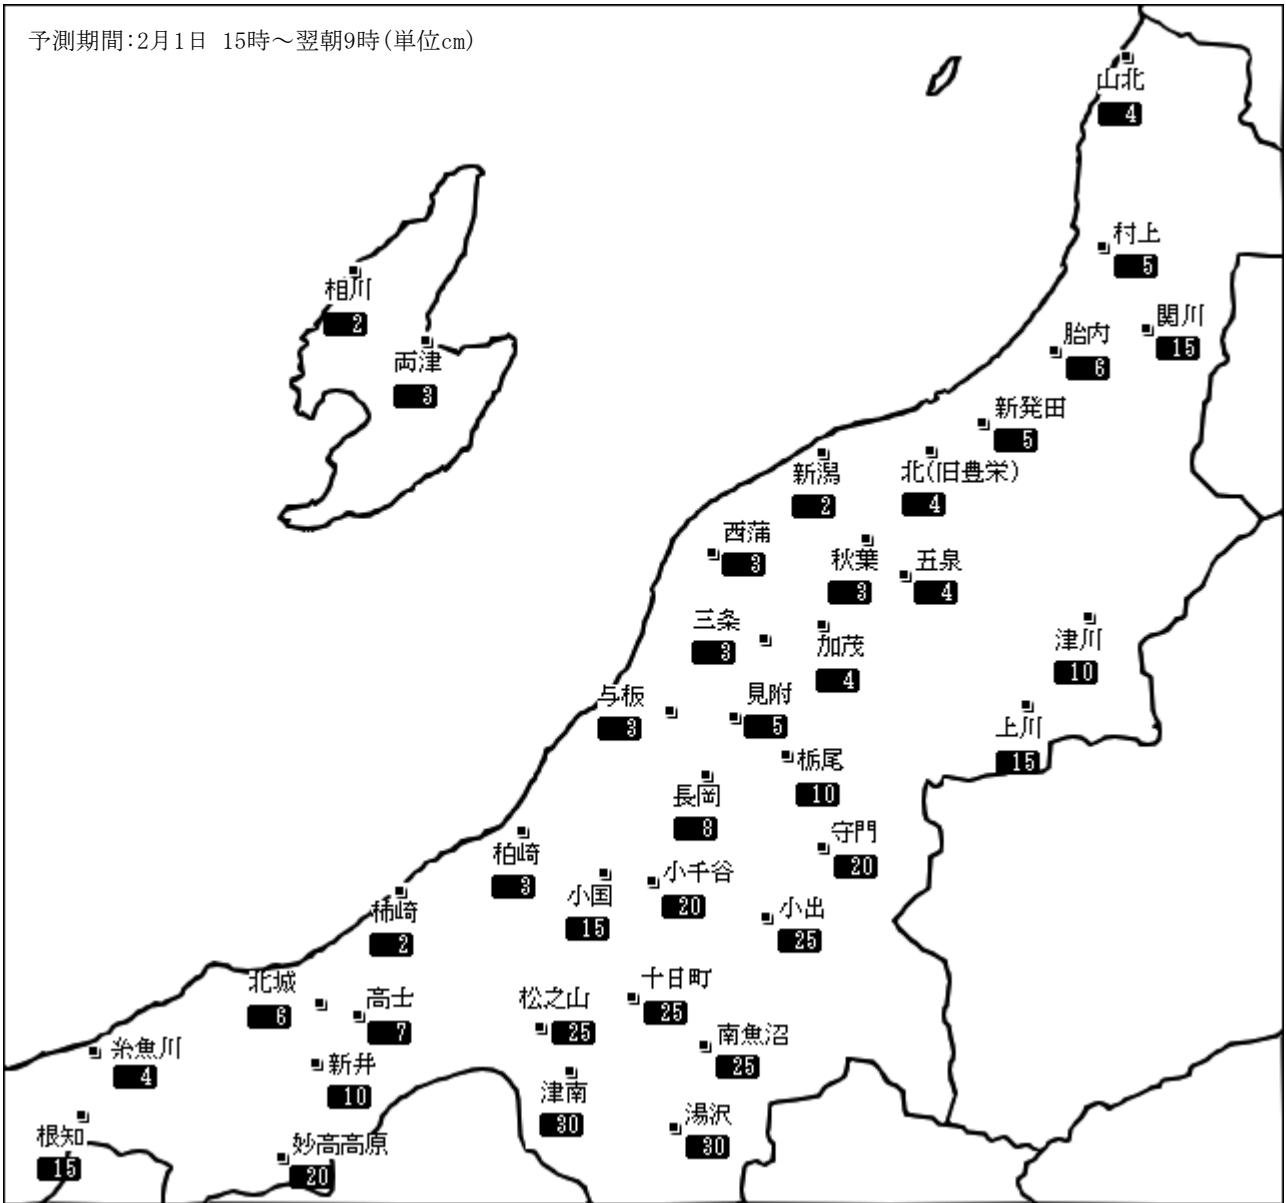 予測期間:2月1日 15時～翌朝9時(単位cm)
山北
4
村上
5
相川
2
関川
15
胎内
6
両津
3
新発田
5
新潟
2
北(旧豊栄)
4
西蒲
3
秋葉
3
五泉
4
三条
3
加茂
4
津川
10
与板
3
見附
5
上川
15
栃尾
10
長岡
8
守門
20
柏崎
3
小国
15
小千谷
20
小出
25
柿崎
2
北城
6
高士
7
松之山
25
十日町
25
南魚沼
25
糸魚川
4
新井
10
津南
30
湯沢
30
根知
15
妙高高原
20